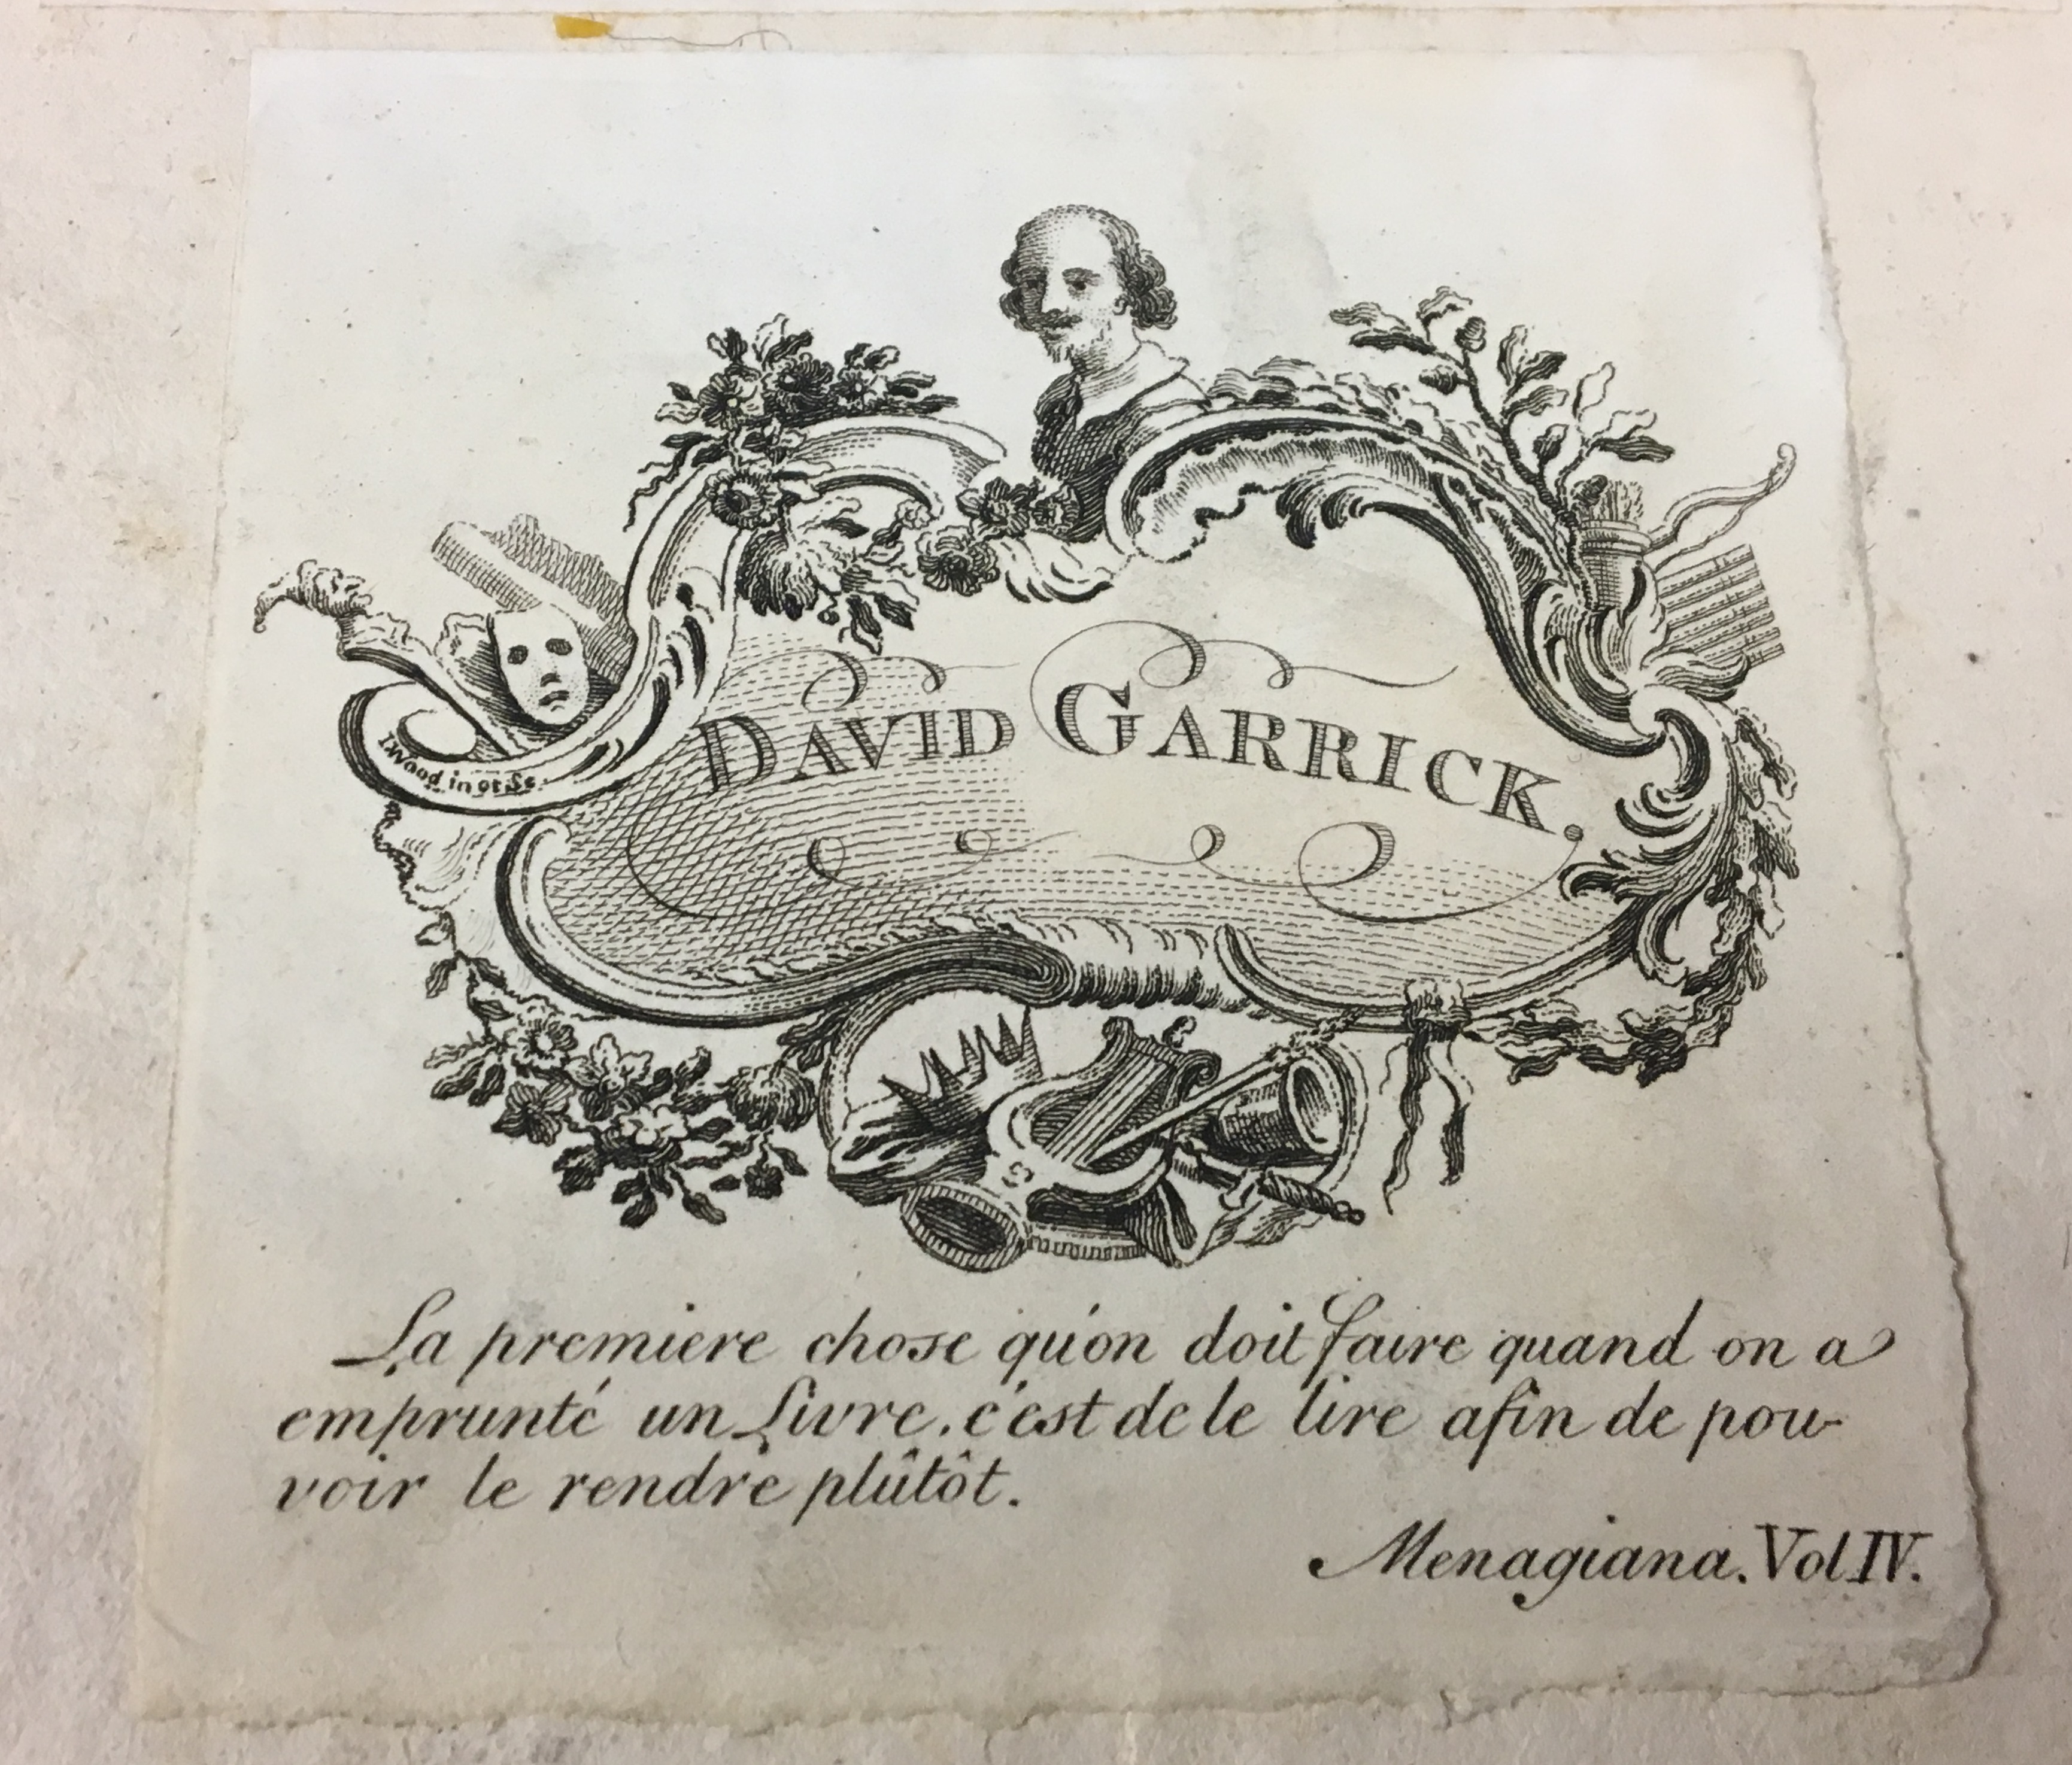 DAVID GARRICK.
I Wood in et Sc.
La premiere chose qu'on doit faire quand on a
emprunté un Livre, c'est de le lire afin de pou-
voir le rendre plûtôt.
Menagiana. Vol IV.